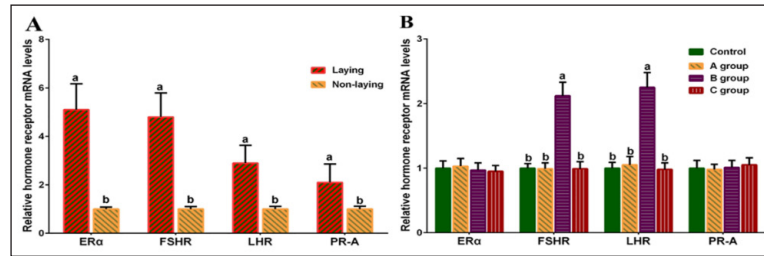 A
Relative hormone receptor mRNA levels
8
6
4
2
0
Laying
Non-laying
a
b
a
b
a
b
a
b
ERα
FSHR
LHR
PR-A
B
Relative hormone receptor mRNA levels
3
2
1
0
Control
A group
B group
C group
b
b
a
b
b
b
a
b
ERα
FSHR
LHR
PR-A